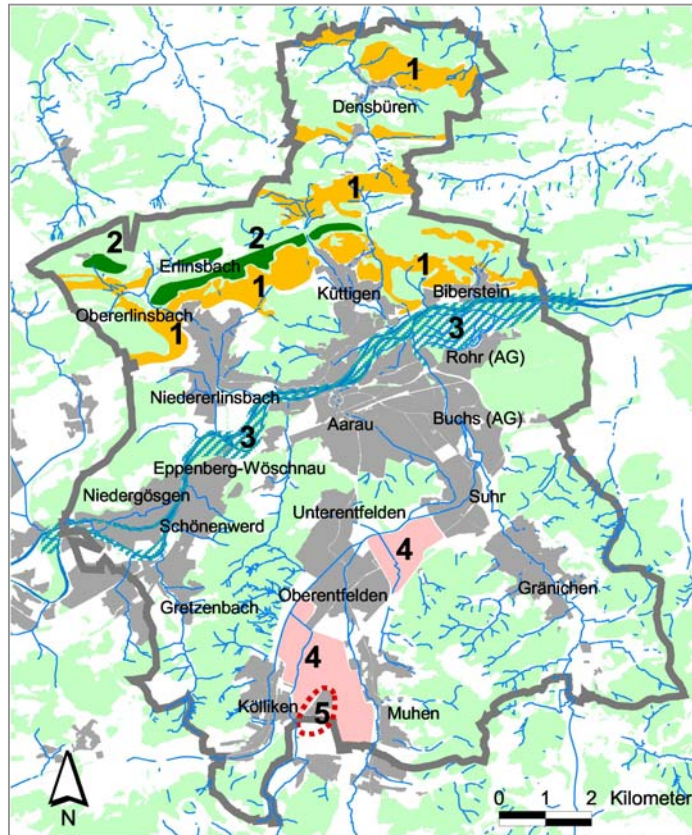 1
Densbüren
1
2
2
Erlinsbach
1
1
Küttigen
Biberstein
Obererlinsbach
1
3
Rohr (AG)
Niedererlinsbach
Aarau
Buchs (AG)
3
Eppenberg-Wöschnau
Niedergösgen
Suhr
Unterentfelden
Schönenwerd
4
Gränichen
Oberentfelden
Gretzenbach
4
Kölliken
5
Muhen
N
0 1 2 Kilometer